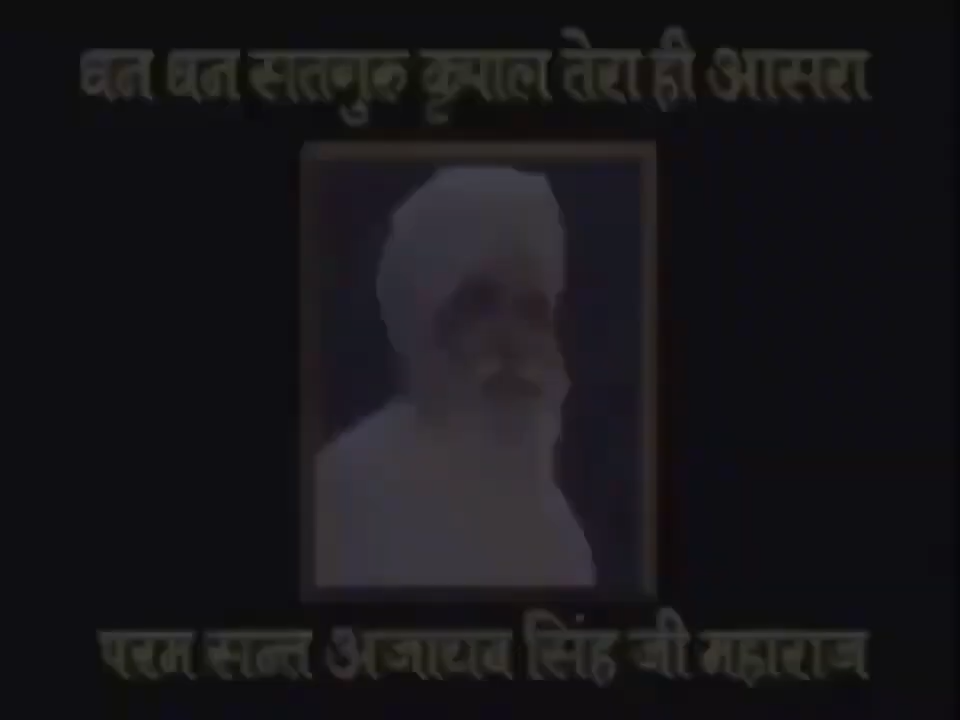 धन धन सतगुरु कृपाल तेरा ही आसरा
परम सन्त अजायब सिंह जी महाराज